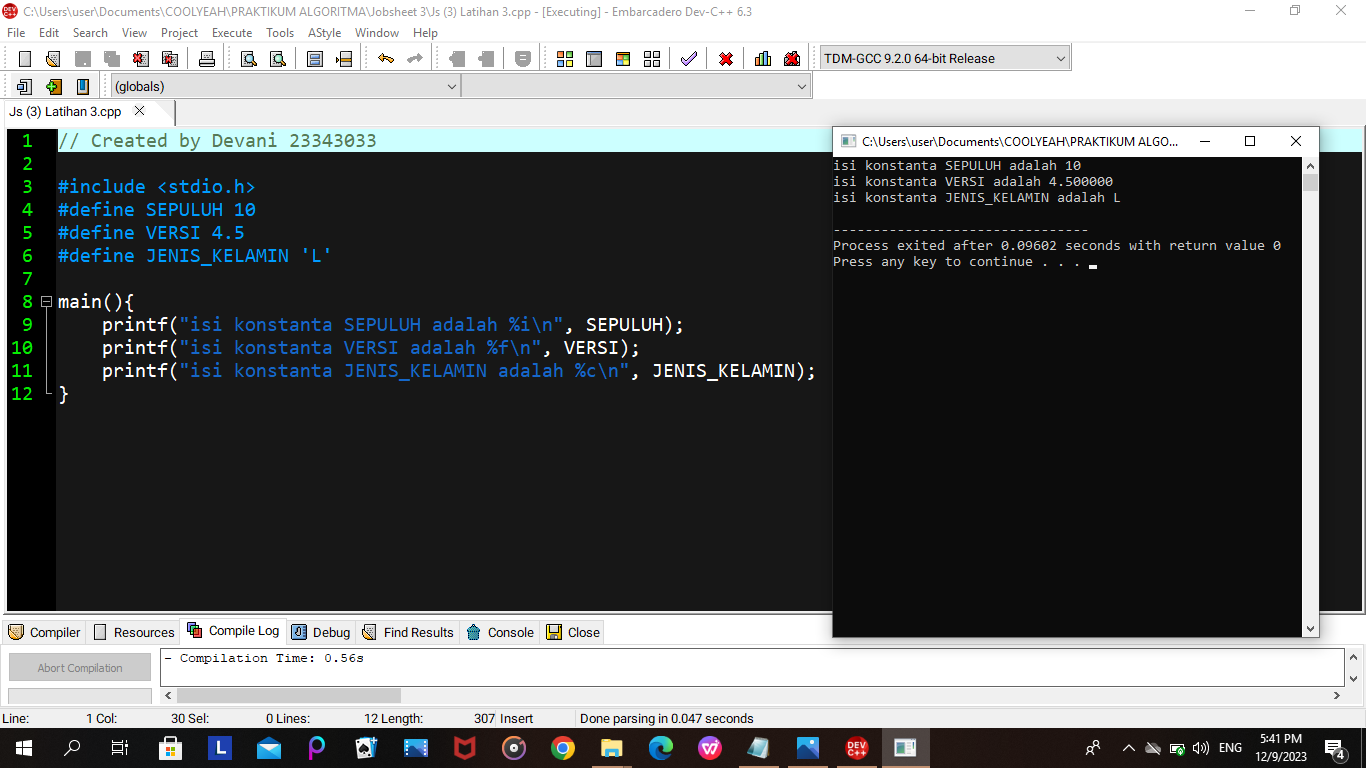 C:\Users\user\Documents\COOLYEAH\PRAKTIKUM ALGORITMA\Jobsheet 3\Js (3) Latihan 3.cpp - [Executing] - Embarcadero Dev-C++ 6.3
File Edit Search View Project Execute Tools AStyle Window Help
TDM-GCC 9.2.0 64-bit Release
(globals)
Js (3) Latihan 3.cpp
1 // Created by Devani 23343033
2
3 #include <stdio.h>
4 #define SEPULUH 10
5 #define VERSI 4.5
6 #define JENIS_KELAMIN 'L'
7
8 main(){
9 printf("isi konstanta SEPULUH adalah %i\n", SEPULUH);
10 printf("isi konstanta VERSI adalah %f\n", VERSI);
11 printf("isi konstanta JENIS_KELAMIN adalah %c\n", JENIS_KELAMIN);
12 }
C:\Users\user\Documents\COOLYEAH\PRAKTIKUM ALGO...
isi konstanta SEPULUH adalah 10
isi konstanta VERSI adalah 4.500000
isi konstanta JENIS_KELAMIN adalah L
--------------------------------
Process exited after 0.09602 seconds with return value 0
Press any key to continue . . .
Compiler Resources Compile Log Debug Find Results Console Close
Abort Compilation
- Compilation Time: 0.56s
Line: 1 Col: 30 Sel: 0 Lines: 12 Length: 307 Insert Done parsing in 0.047 seconds
L
DEV C++
ENG
5:41 PM
12/9/2023
4